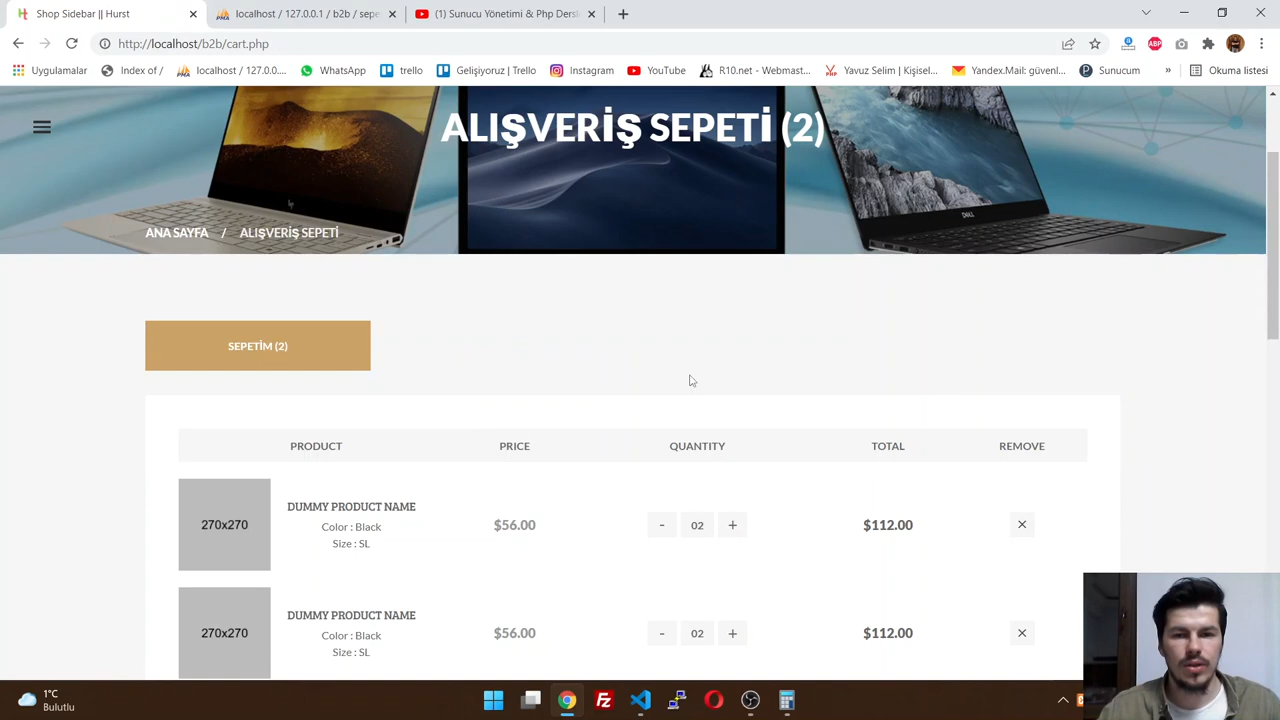 Shop Sidebar || Hurst
localhost / 127.0.0.1 / b2b / sepe
(1) Sunucu Yönetimi & Php Dersl
http://localhost/b2b/cart.php
ABP
Uygulamalar
Index of /
localhost / 127.0.0....
WhatsApp
trello
Gelişiyoruz | Trello
Instagram
YouTube
R10.net - Webmast...
Yavuz Selim | Kişisel...
Yandex.Mail: güvenl...
Sunucum
»
Okuma listesi
ALIŞVERİŞ SEPETİ (2)
ANA SAYFA / ALIŞVERİŞ SEPETİ
SEPETİM (2)
PRODUCT PRICE QUANTITY TOTAL REMOVE
270x270
DUMMY PRODUCT NAME
Color : Black
Size : SL
$56.00
- 02 +
$112.00
×
270x270
DUMMY PRODUCT NAME
Color : Black
Size : SL
$56.00
- 02 +
$112.00
×
1°C
Bulutlu